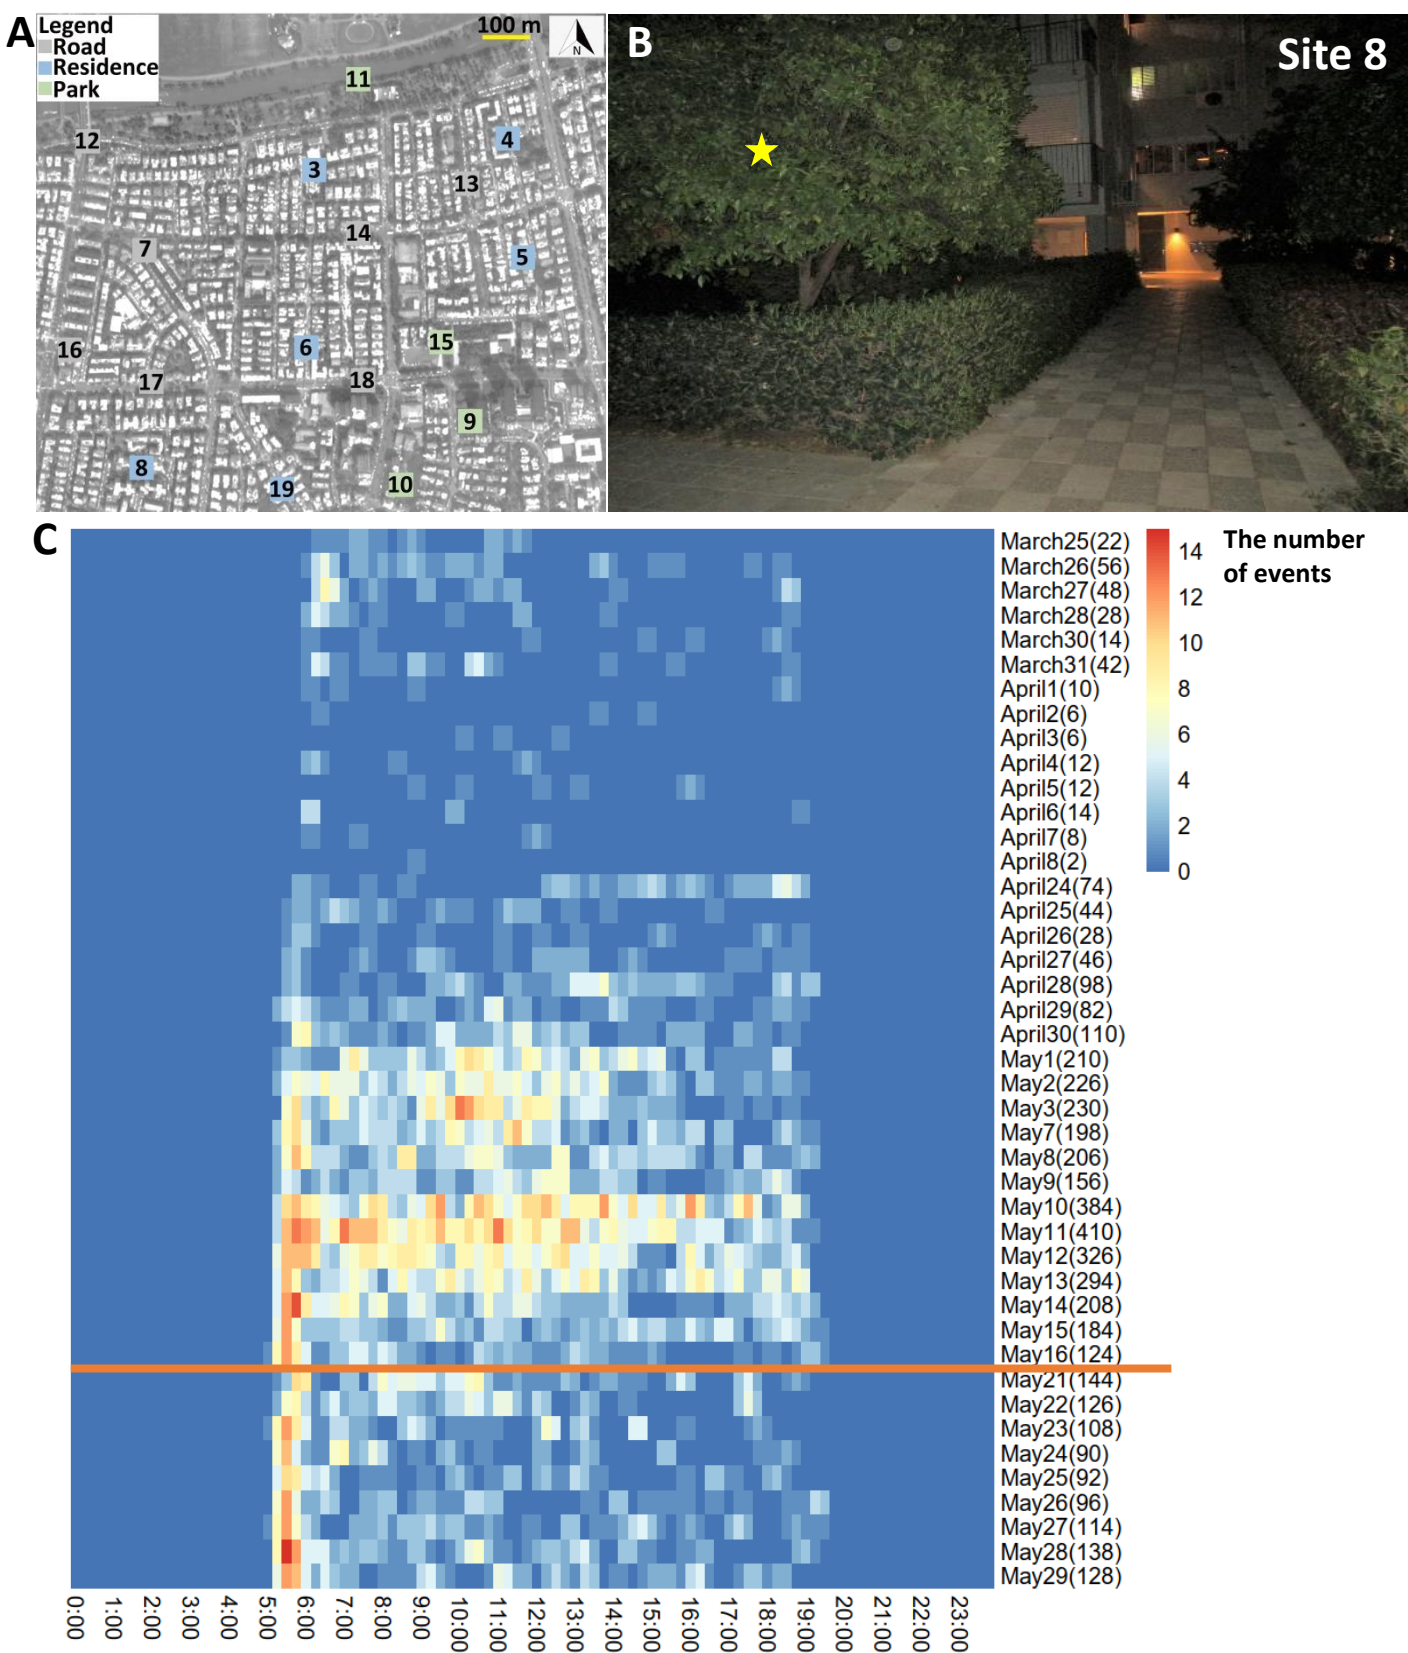 A
Legend
Road
Residence
Park
100 m
N
11
12
4
3
13
14
7
5
15
6
16
17
18
9
8
19
10
B
Site 8
C
March25(22)
March26(56)
March27(48)
March28(28)
March30(14)
March31(42)
April1(10)
April2(6)
April3(6)
April4(12)
April5(12)
April6(14)
April7(8)
April8(2)
April24(74)
April25(44)
April26(28)
April27(46)
April28(98)
April29(82)
April30(110)
May1(210)
May2(226)
May3(230)
May7(198)
May8(206)
May9(156)
May10(384)
May11(410)
May12(326)
May13(294)
May14(208)
May15(184)
May16(124)
May21(144)
May22(126)
May23(108)
May24(90)
May25(92)
May26(96)
May27(114)
May28(138)
May29(128)
14
12
10
8
6
4
2
0
The number
of events
0:00
1:00
2:00
3:00
4:00
5:00
6:00
7:00
8:00
9:00
10:00
11:00
12:00
13:00
14:00
15:00
16:00
17:00
18:00
19:00
20:00
21:00
22:00
23:00